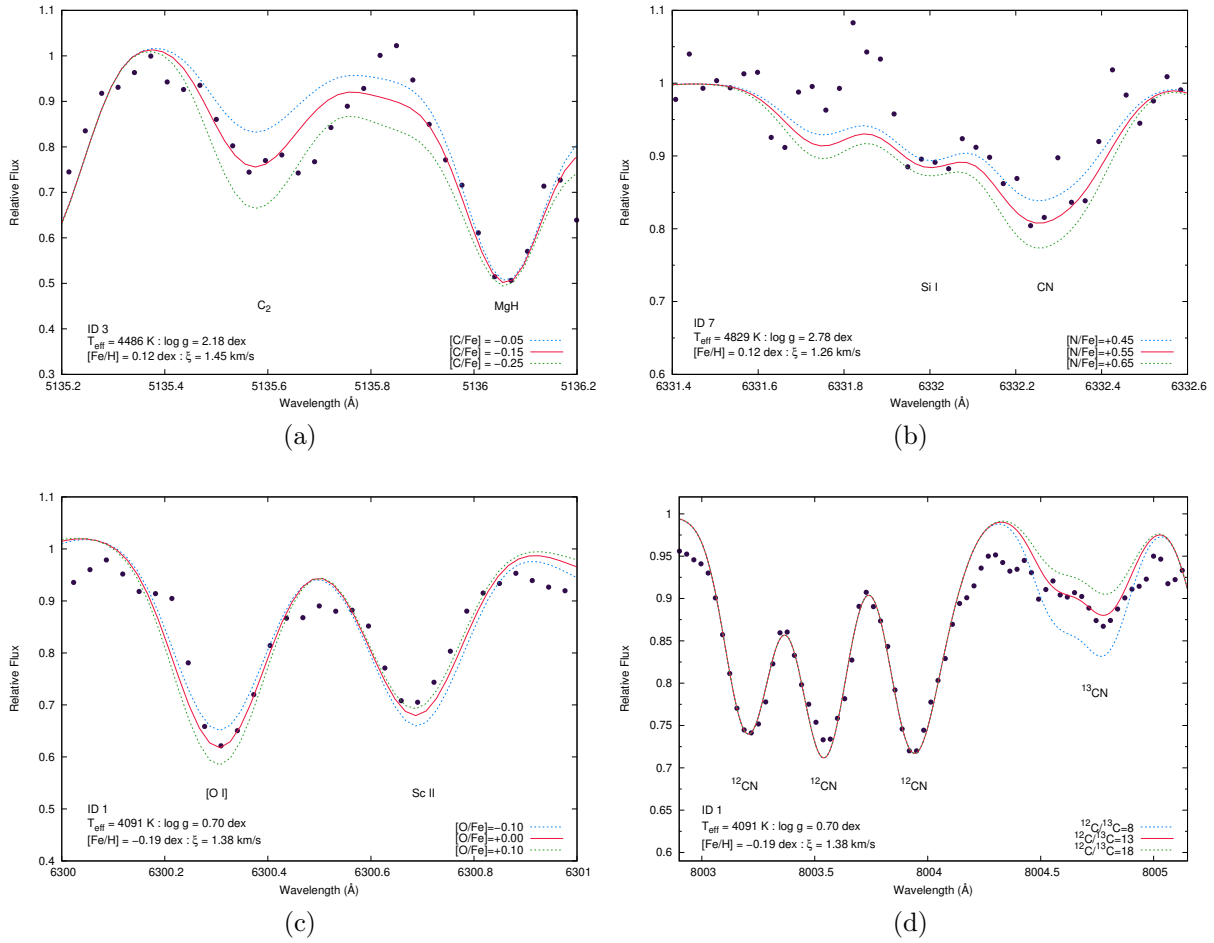 1.1
1
0.9
0.8
0.7
0.6
0.5
0.4
0.3
Relative Flux
C2
MgH
ID 3
Teff = 4486 K : log g = 2.18 dex
[Fe/H] = 0.12 dex : ξ = 1.45 km/s
[C/Fe] = −0.05
[C/Fe] = −0.15
[C/Fe] = −0.25
5135.2 5135.4 5135.6 5135.8 5136 5136.2
Wavelength (Å)
(a)
1.1
1
0.9
0.8
0.7
0.6
Relative Flux
Si I
CN
ID 7
Teff = 4829 K : log g = 2.78 dex
[Fe/H] = 0.12 dex : ξ = 1.26 km/s
[N/Fe]=+0.45
[N/Fe]=+0.55
[N/Fe]=+0.65
6331.4 6331.6 6331.8 6332 6332.2 6332.4 6332.6
Wavelength (Å)
(b)
1.1
1
0.9
0.8
0.7
0.6
0.5
0.4
Relative Flux
[O I]
Sc II
ID 1
Teff = 4091 K : log g = 0.70 dex
[Fe/H] = −0.19 dex : ξ = 1.38 km/s
[O/Fe]=−0.10
[O/Fe]=+0.00
[O/Fe]=+0.10
6300 6300.2 6300.4 6300.6 6300.8 6301
Wavelength (Å)
(c)
1
0.95
0.9
0.85
0.8
0.75
0.7
0.65
0.6
Relative Flux
13CN
12CN 12CN 12CN
ID 1
Teff = 4091 K : log g = 0.70 dex
[Fe/H] = −0.19 dex : ξ = 1.38 km/s
12C/13C=8
12C/13C=13
12C/13C=18
8003 8003.5 8004 8004.5 8005
Wavelength (Å)
(d)